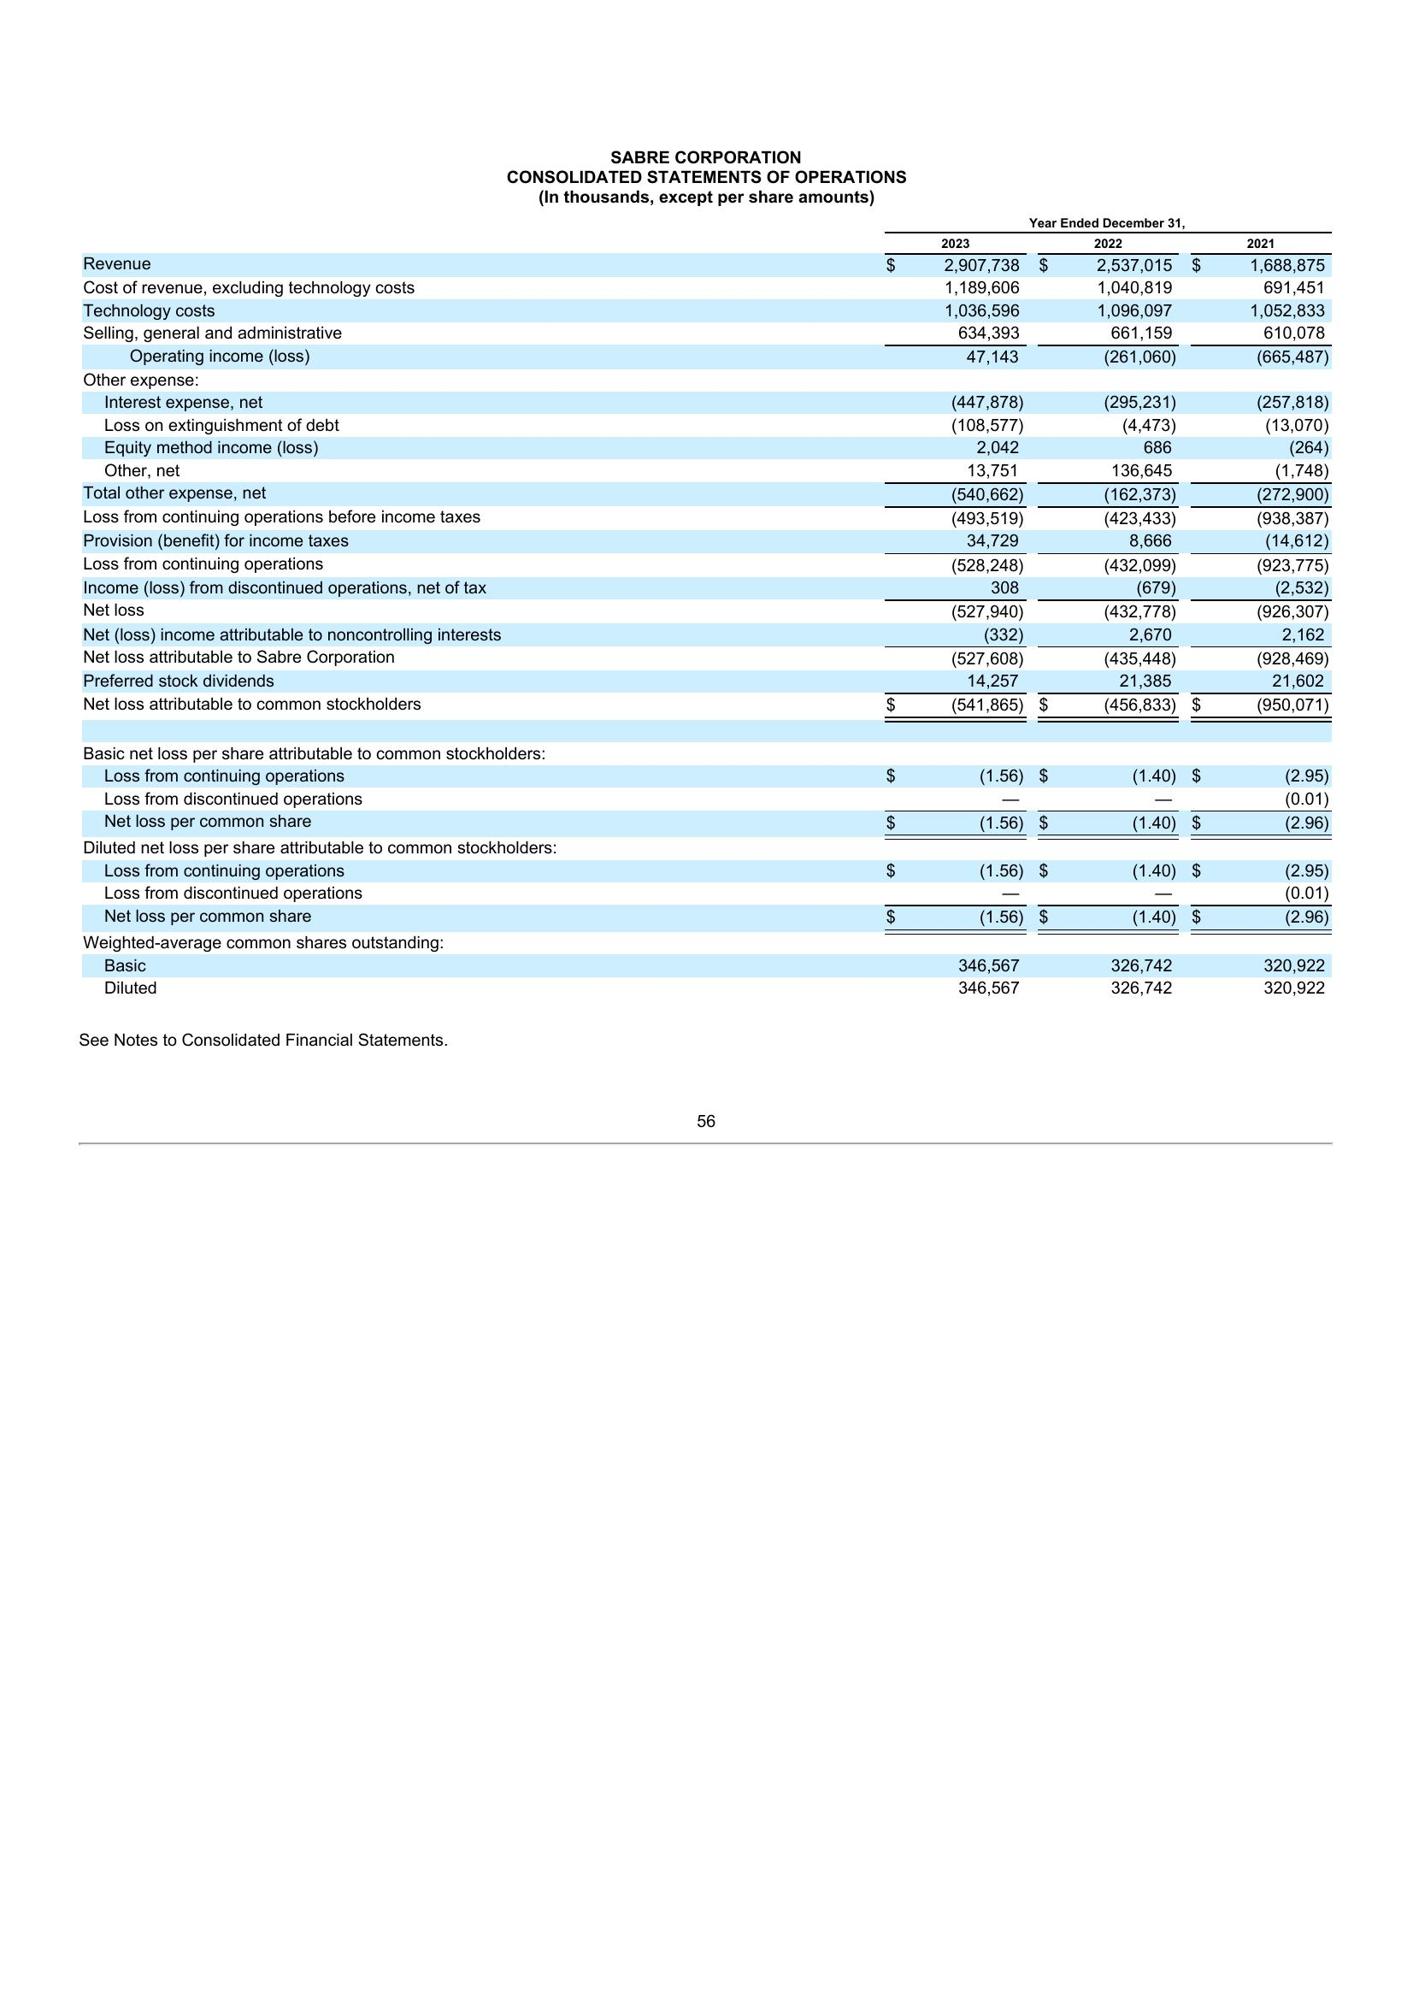 SABRE CORPORATION
CONSOLIDATED STATEMENTS OF OPERATIONS
(In thousands, except per share amounts)
Year Ended December 31,
2023 2022 2021
Revenue $ 2,907,738 $ 2,537,015 $ 1,688,875
Cost of revenue, excluding technology costs 1,189,606 1,040,819 691,451
Technology costs 1,036,596 1,096,097 1,052,833
Selling, general and administrative 634,393 661,159 610,078
Operating income (loss) 47,143 (261,060) (665,487)
Other expense:
Interest expense, net (447,878) (295,231) (257,818)
Loss on extinguishment of debt (108,577) (4,473) (13,070)
Equity method income (loss) 2,042 686 (264)
Other, net 13,751 136,645 (1,748)
Total other expense, net (540,662) (162,373) (272,900)
Loss from continuing operations before income taxes (493,519) (423,433) (938,387)
Provision (benefit) for income taxes 34,729 8,666 (14,612)
Loss from continuing operations (528,248) (432,099) (923,775)
Income (loss) from discontinued operations, net of tax 308 (679) (2,532)
Net loss (527,940) (432,778) (926,307)
Net (loss) income attributable to noncontrolling interests (332) 2,670 2,162
Net loss attributable to Sabre Corporation (527,608) (435,448) (928,469)
Preferred stock dividends 14,257 21,385 21,602
Net loss attributable to common stockholders $ (541,865) $ (456,833) $ (950,071)
Basic net loss per share attributable to common stockholders:
Loss from continuing operations $ (1.56) $ (1.40) $ (2.95)
Loss from discontinued operations — — (0.01)
Net loss per common share $ (1.56) $ (1.40) $ (2.96)
Diluted net loss per share attributable to common stockholders:
Loss from continuing operations $ (1.56) $ (1.40) $ (2.95)
Loss from discontinued operations — — (0.01)
Net loss per common share $ (1.56) $ (1.40) $ (2.96)
Weighted-average common shares outstanding:
Basic 346,567 326,742 320,922
Diluted 346,567 326,742 320,922
See Notes to Consolidated Financial Statements.
56